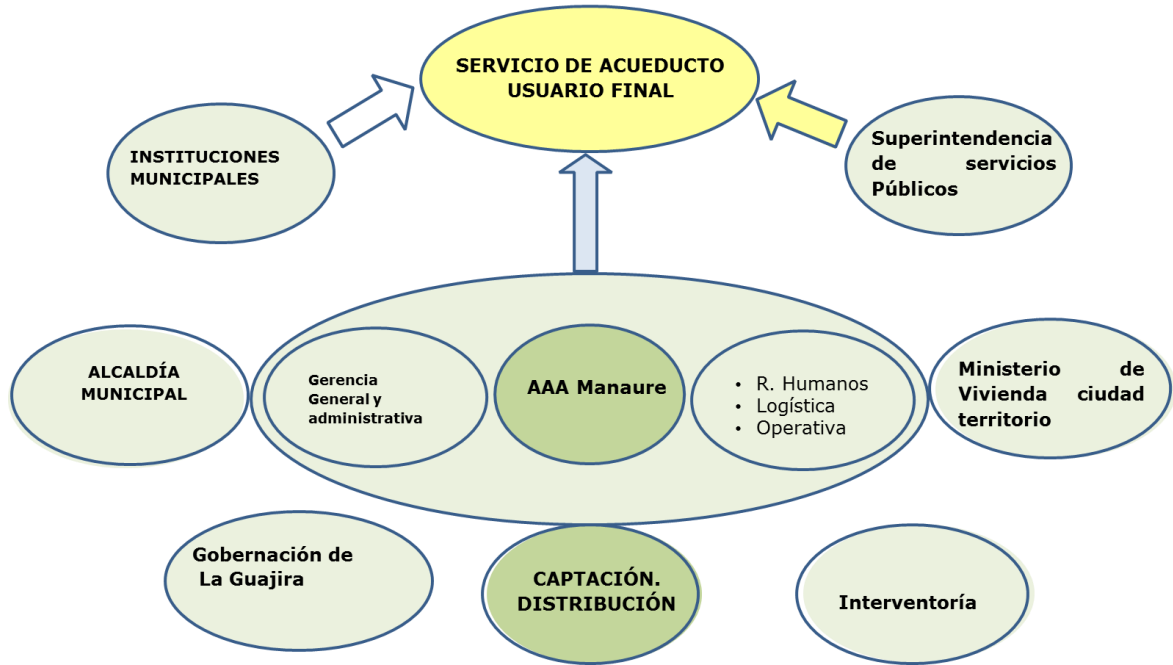 SERVICIO DE ACUEDUCTO
USUARIO FINAL
INSTITUCIONES
MUNICIPALES
Superintendencia
de servicios
Públicos
ALCALDÍA
MUNICIPAL
Gerencia
General y
administrativa
AAA Manaure
• R. Humanos
• Logística
• Operativa
Ministerio de
Vivienda ciudad
territorio
Gobernación de
La Guajira
CAPTACIÓN.
DISTRIBUCIÓN
Interventoría